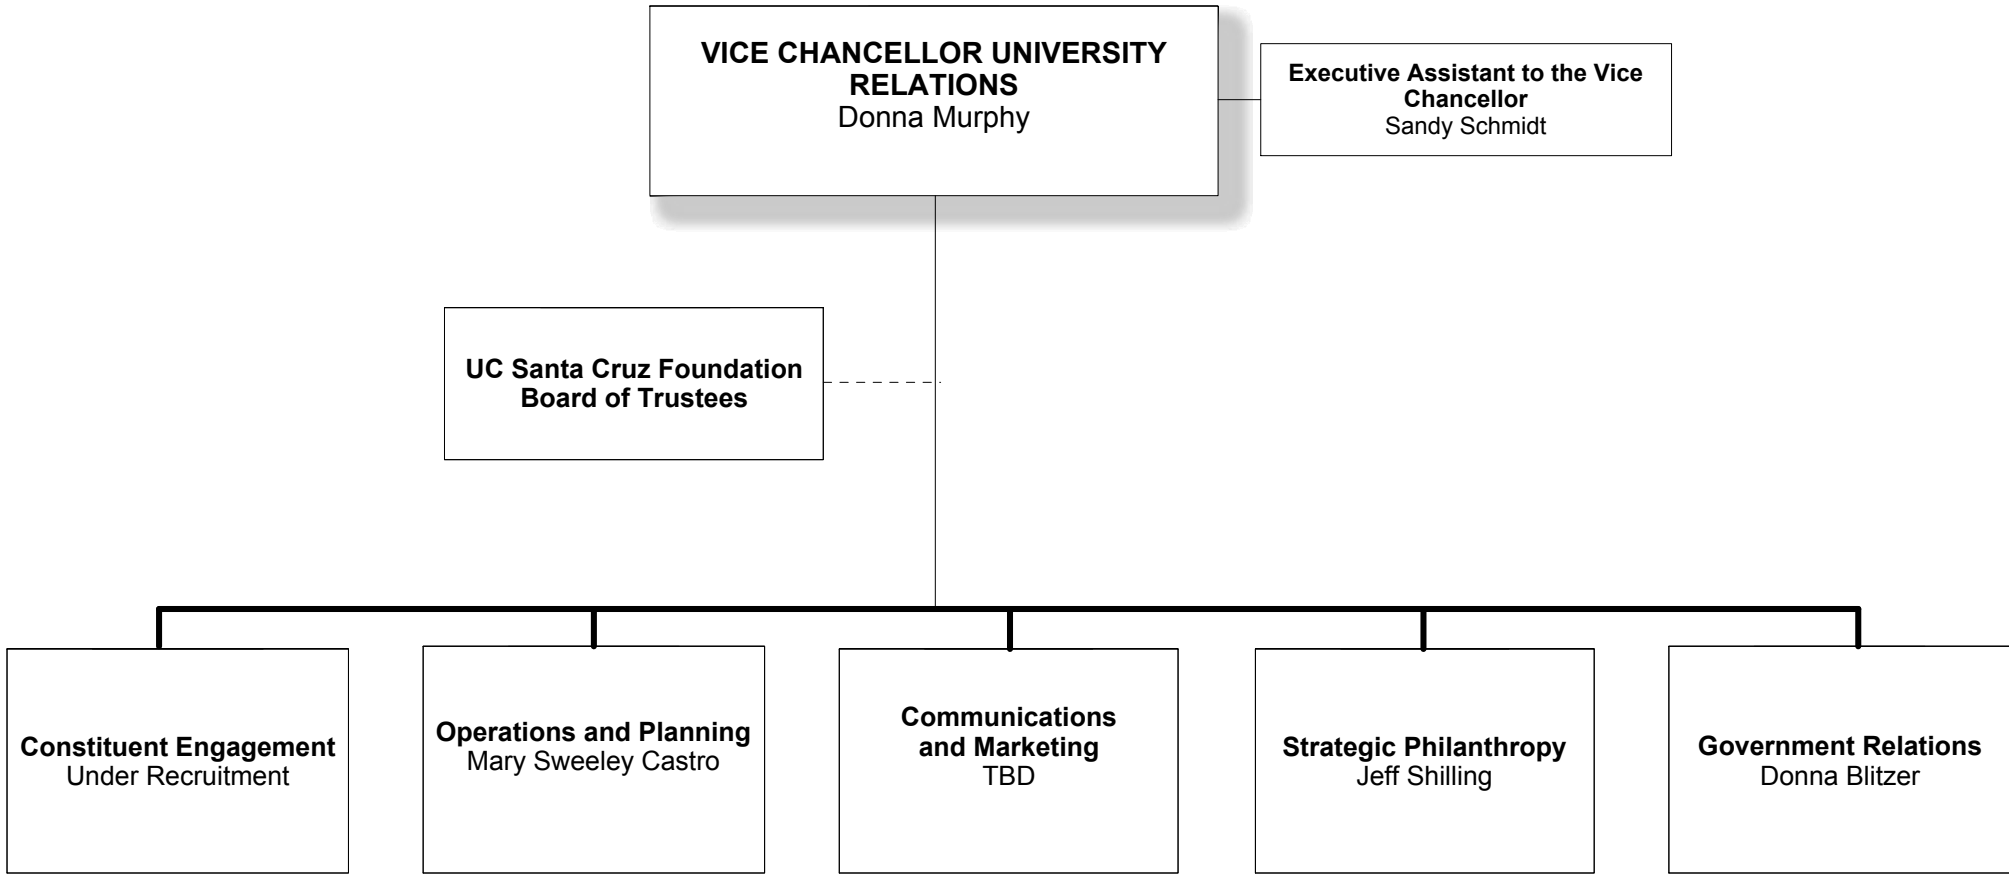 VICE CHANCELLOR UNIVERSITY
RELATIONS
Donna Murphy
Executive Assistant to the Vice
Chancellor
Sandy Schmidt
UC Santa Cruz Foundation
Board of Trustees
Constituent Engagement
Under Recruitment
Operations and Planning
Mary Sweeley Castro
Communications
and Marketing
TBD
Strategic Philanthropy
Jeff Shilling
Government Relations
Donna Blitzer